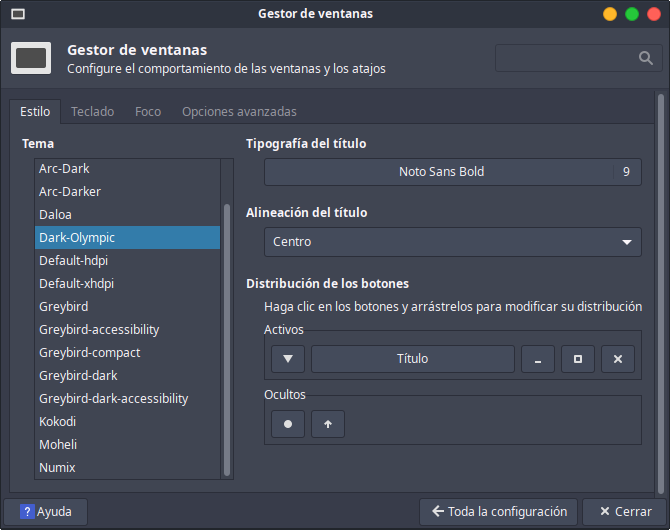 Gestor de ventanas
Gestor de ventanas
Configure el comportamiento de las ventanas y los atajos
Estilo Teclado Foco Opciones avanzadas
Tema
Arc-Dark
Arc-Darker
Daloa
Dark-Olympic
Default-hdpi
Default-xhdpi
Greybird
Greybird-accessibility
Greybird-compact
Greybird-dark
Greybird-dark-accessibility
Kokodi
Moheli
Numix
Tipografía del título
Noto Sans Bold 9
Alineación del título
Centro
Distribución de los botones
Haga clic en los botones y arrástrelos para modificar su distribución
Activos
Título
Ocultos
? Ayuda
Toda la configuración
Cerrar